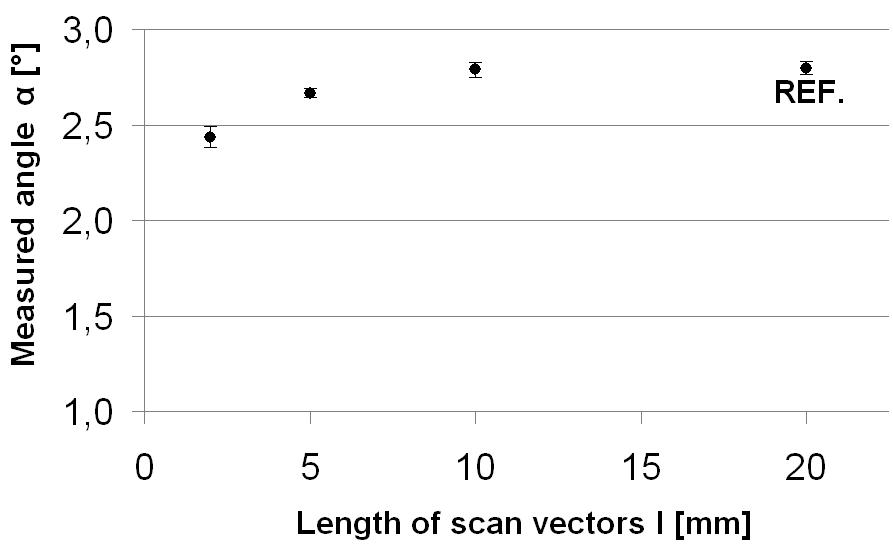 3,0
2,5
2,0
1,5
1,0
Measured angle α [°]
REF.
0 5 10 15 20
Length of scan vectors l [mm]